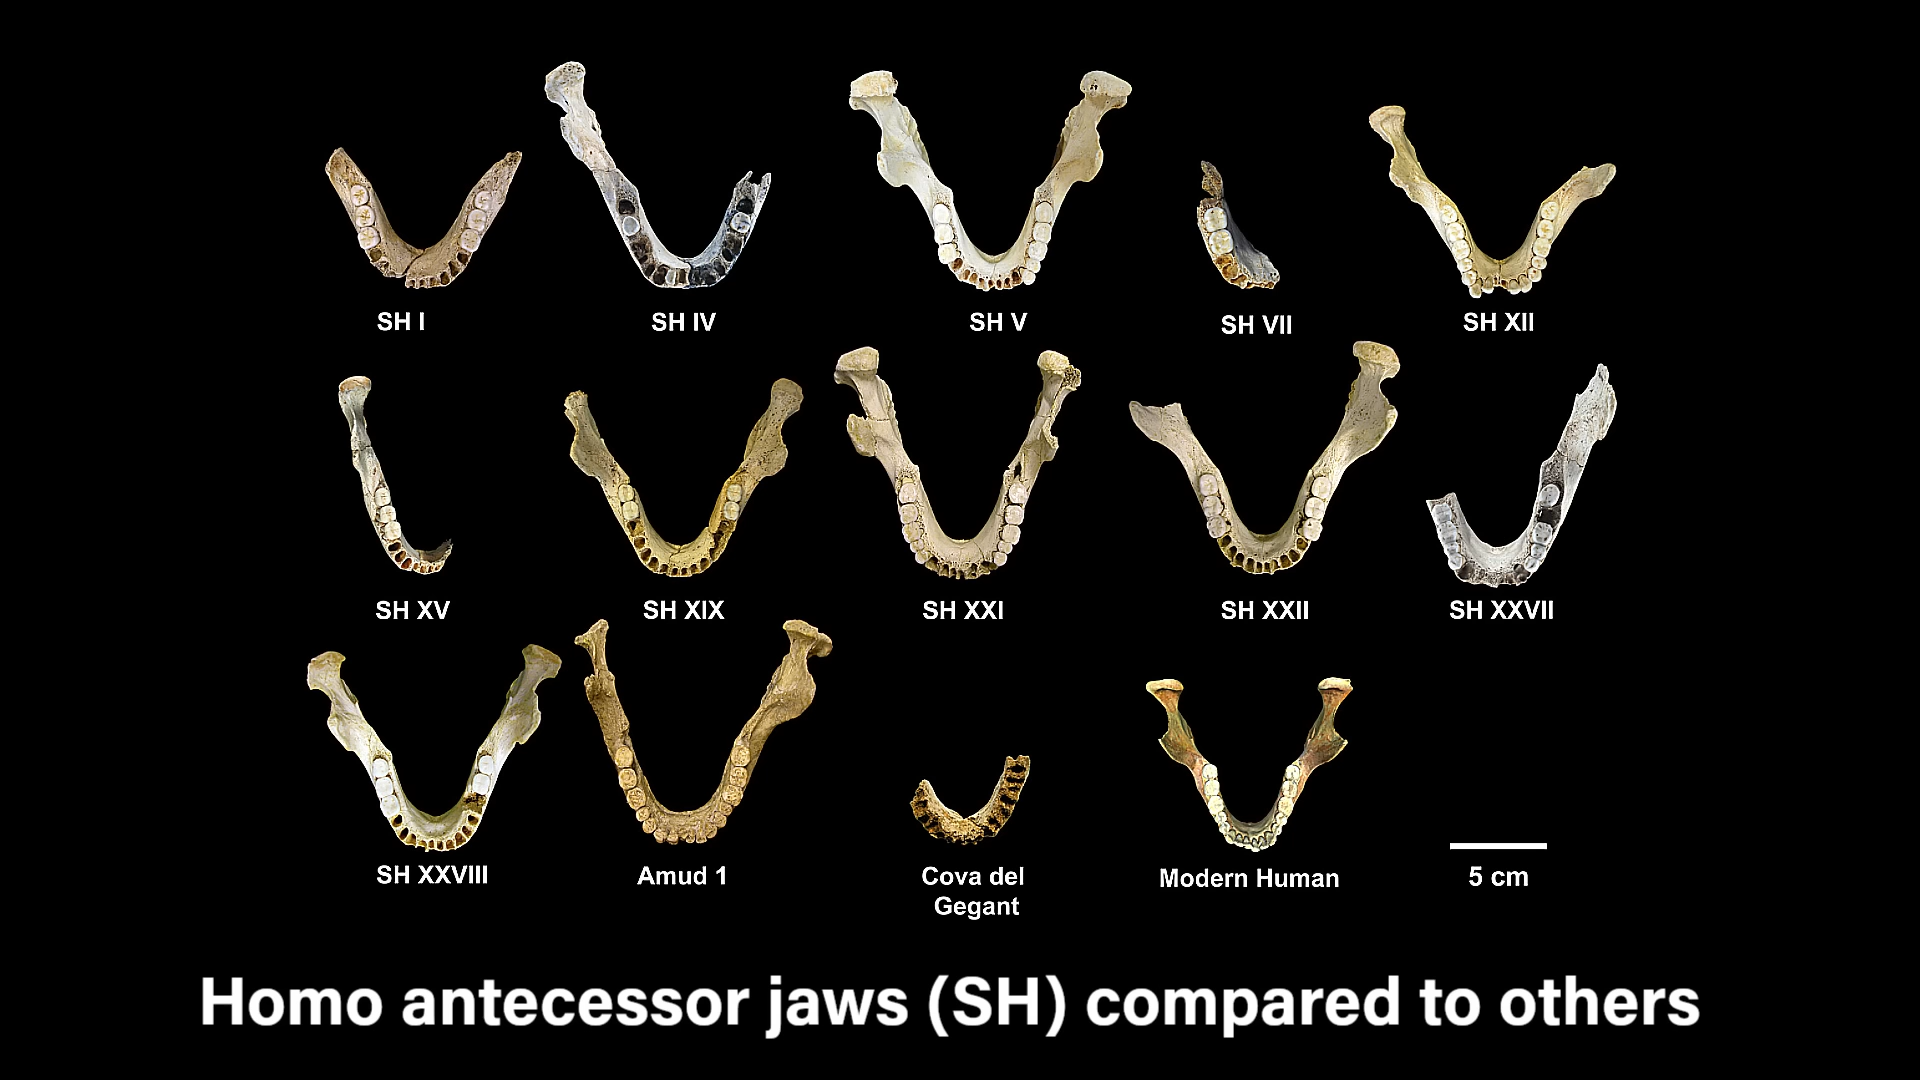 SH I
SH IV
SH V
SH VII
SH XII
SH XV
SH XIX
SH XXI
SH XXII
SH XXVII
SH XXVIII
Amud 1
Cova del
Gegant
Modern Human
5 cm
Homo antecessor jaws (SH) compared to others